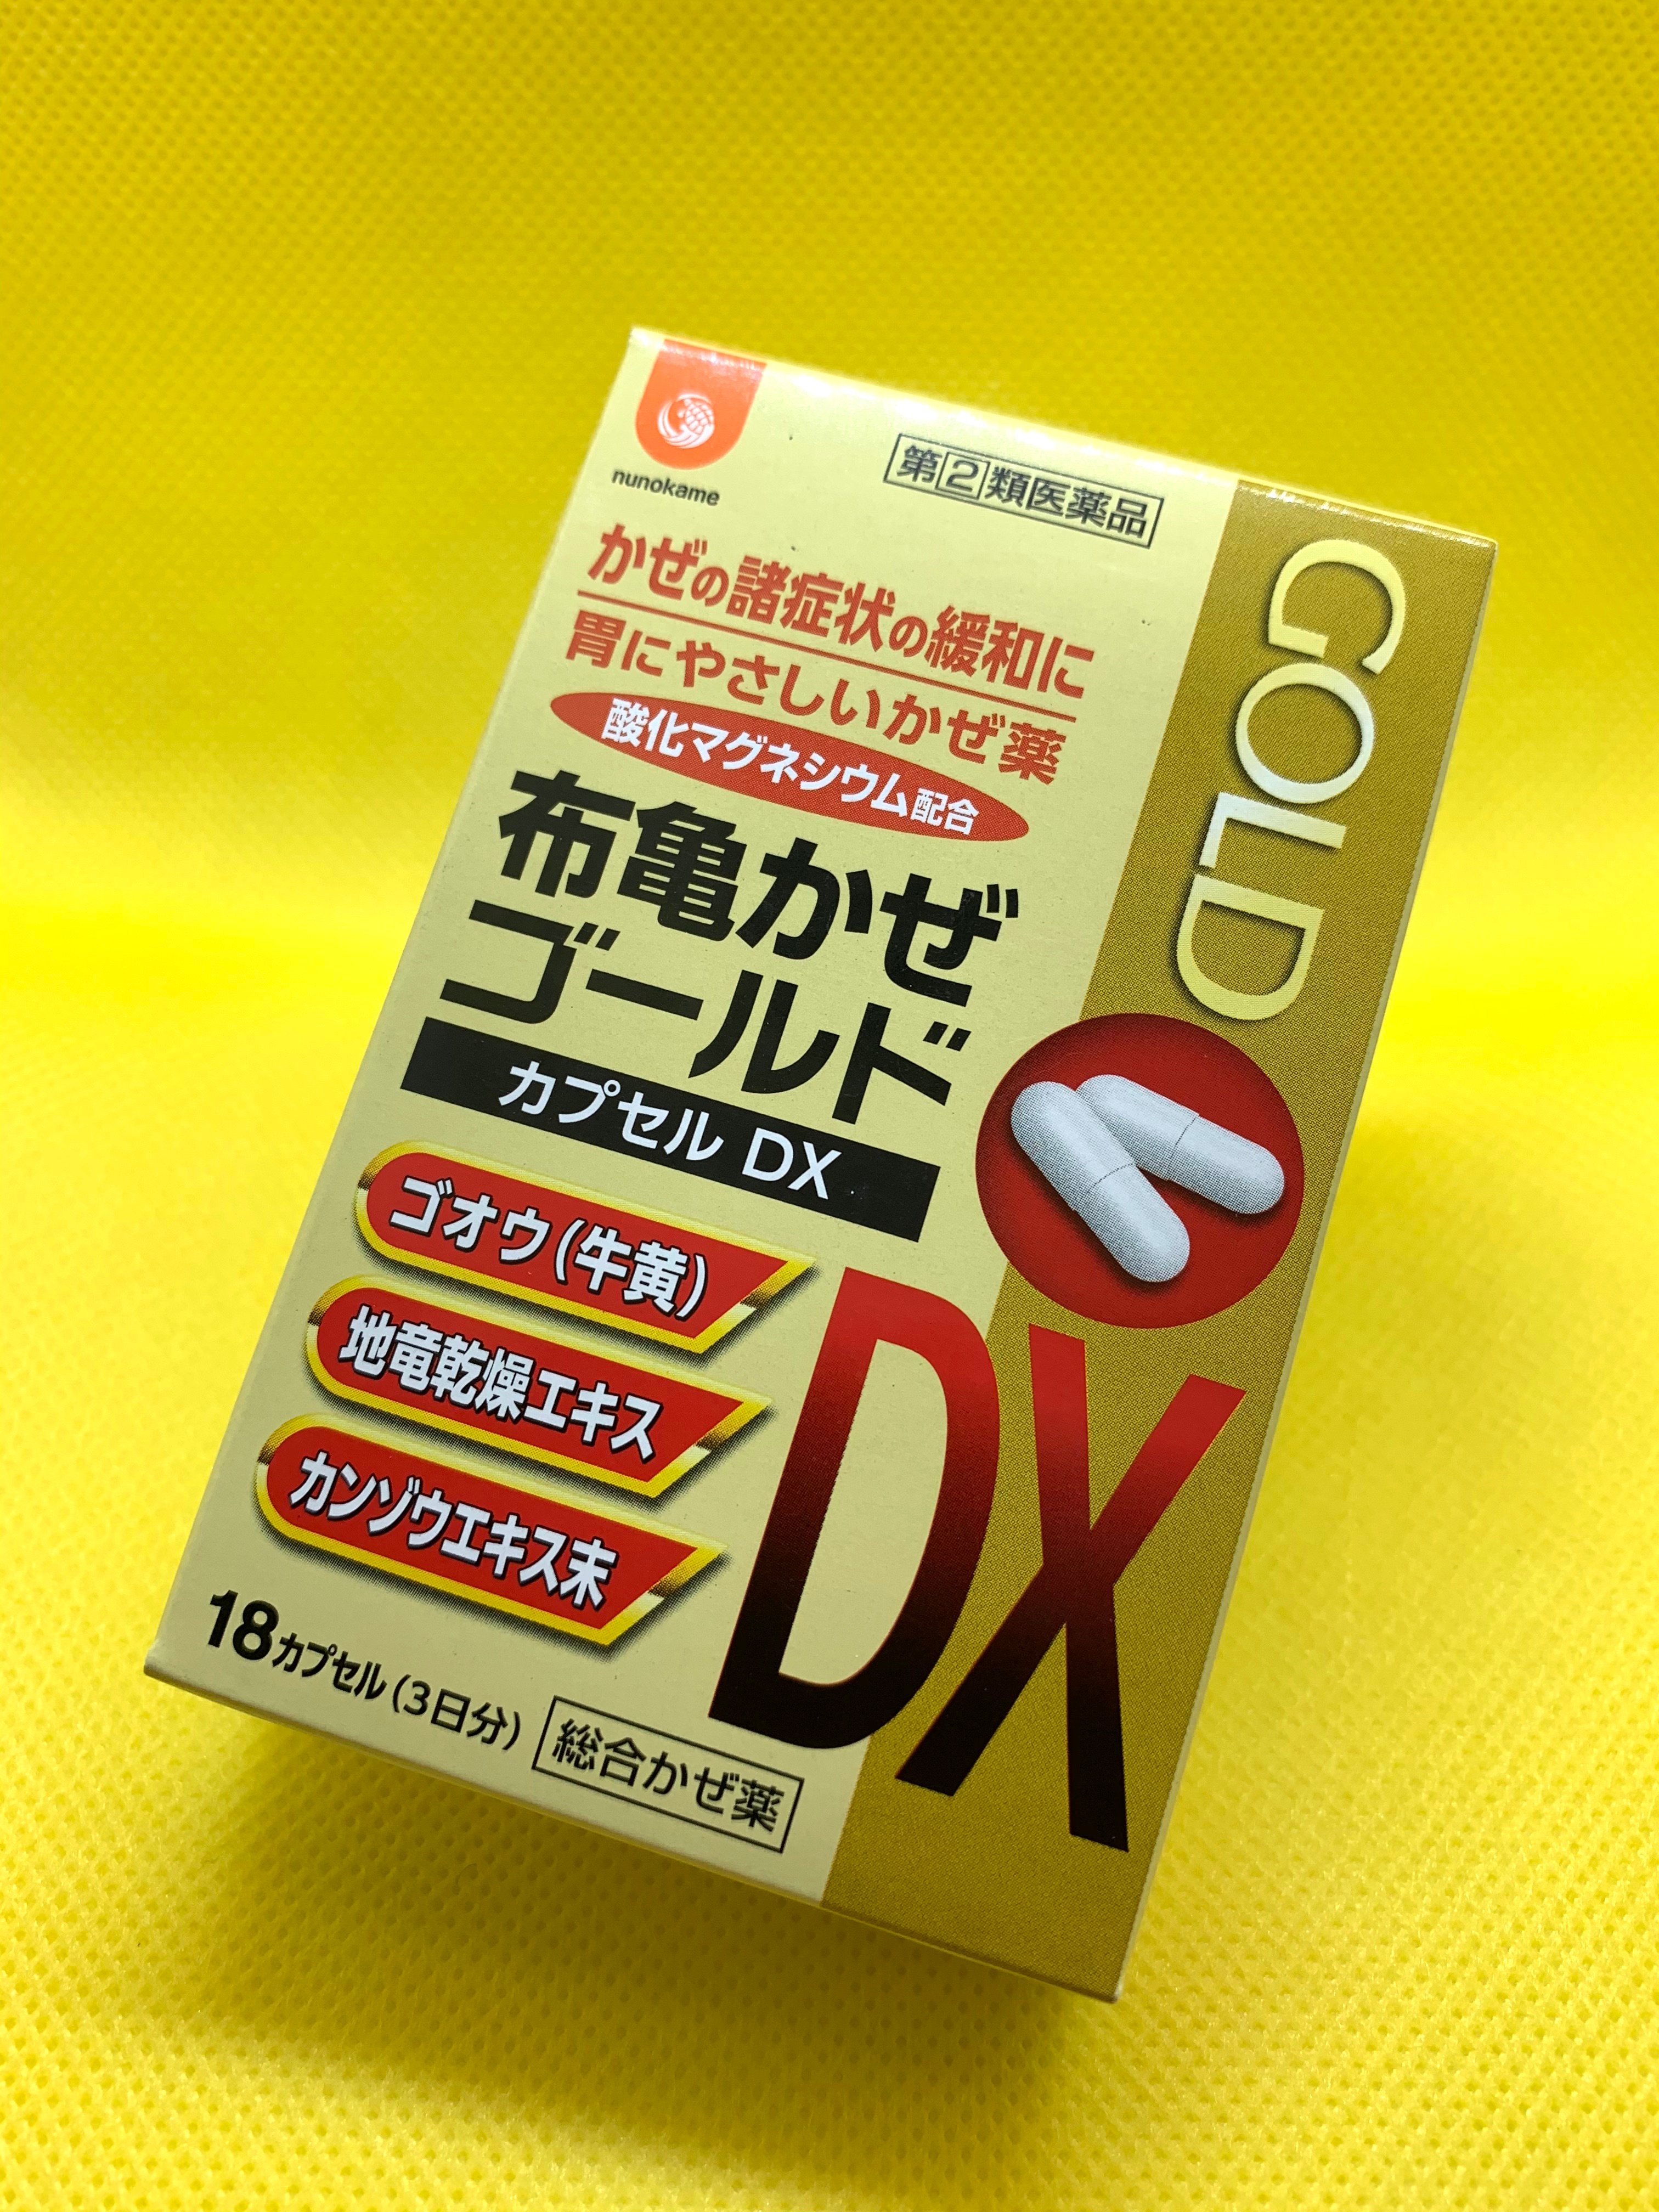 nunokame
第②類医薬品
かぜの諸症状の緩和に
胃にやさしいかぜ薬
酸化マグネシウム配合
布亀かぜ
ゴールド
カプセル DX
GOLD
DX
ゴオウ(牛黄)
地竜乾燥エキス
カンゾウエキス末
18カプセル(3日分)
総合かぜ薬